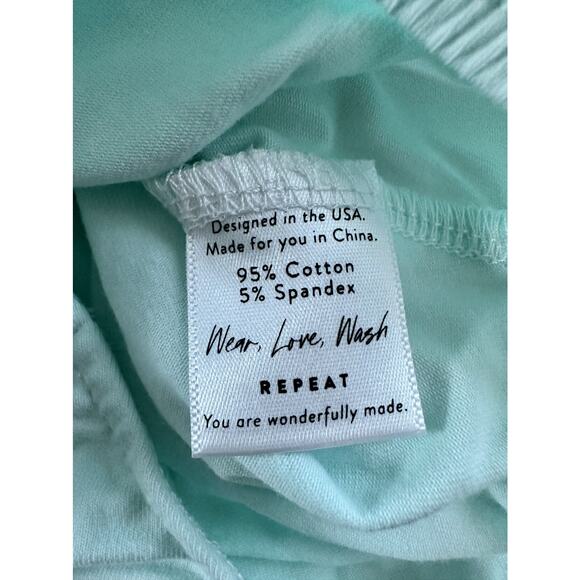 Designed in the USA.
Made for you in China.
95% Cotton
5% Spandex
Wear, Love, Wash
REPEAT
You are wonderfully made.